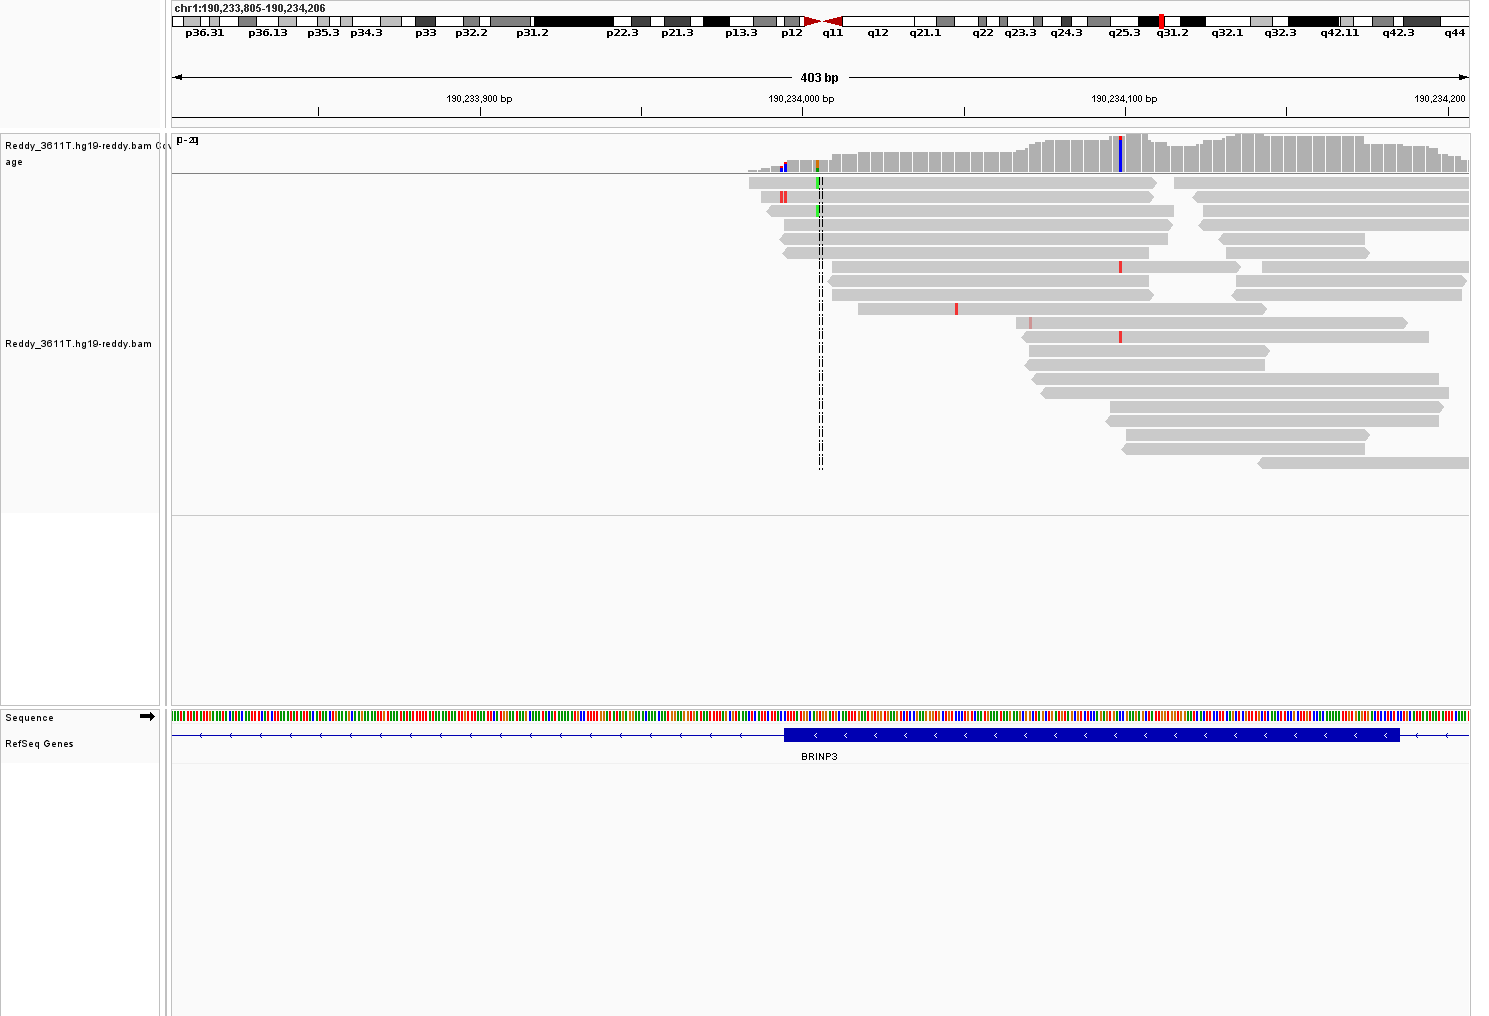 chr1:190,233,805-190,234,206
p36.31 p36.13 p35.3 p34.3 p33 p32.2 p31.2 p22.3 p21.3 p13.3 p12 q11 q12 q21.1 q22 q23.3 q24.3 q25.3 q31.2 q32.1 q32.3 q42.11 q42.3 q44
403 bp
190,233,900 bp 190,234,000 bp 190,234,100 bp 190,234,200
[0 - 20]
Reddy_3611T.hg19-reddy.bam Cov
age
Reddy_3611T.hg19-reddy.bam
Sequence
RefSeq Genes
BRINP3